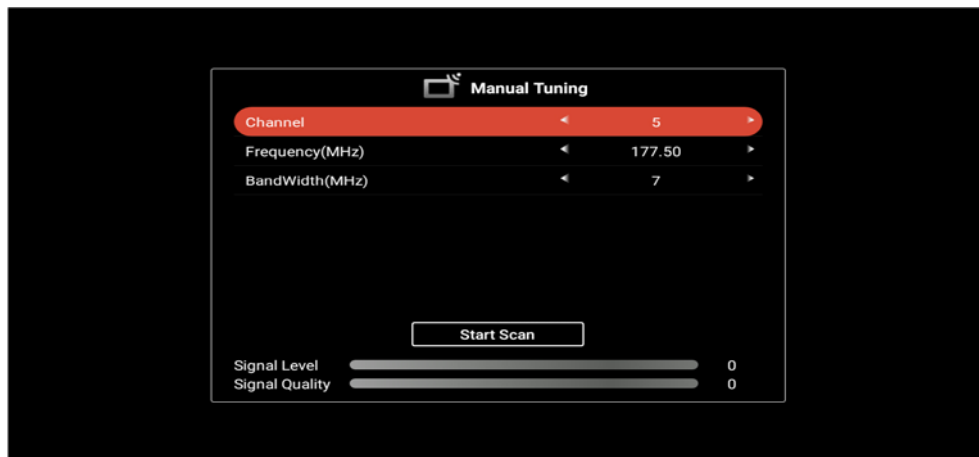 Manual Tuning
Channel 5
Frequency(MHz) 177.50
BandWidth(MHz) 7
Start Scan
Signal Level 0
Signal Quality 0